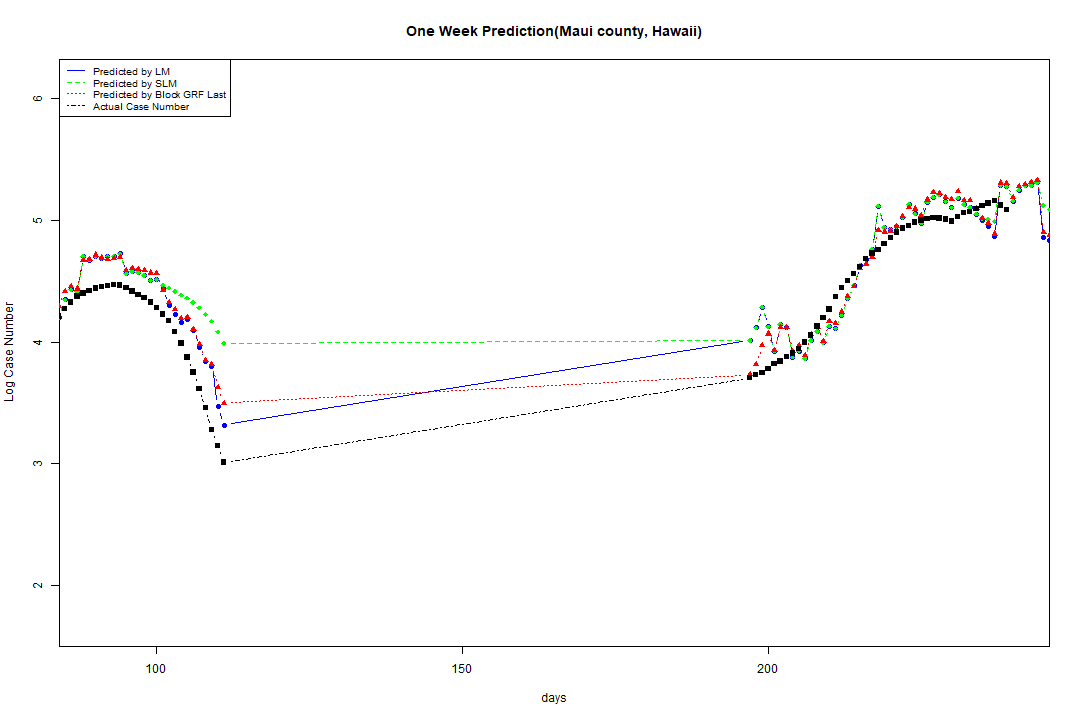 One Week Prediction(Maui county, Hawaii)
Predicted by LM
Predicted by SLM
Predicted by Block GRF Last
Actual Case Number
6
5
4
3
2
Log Case Number
100 150 200
days